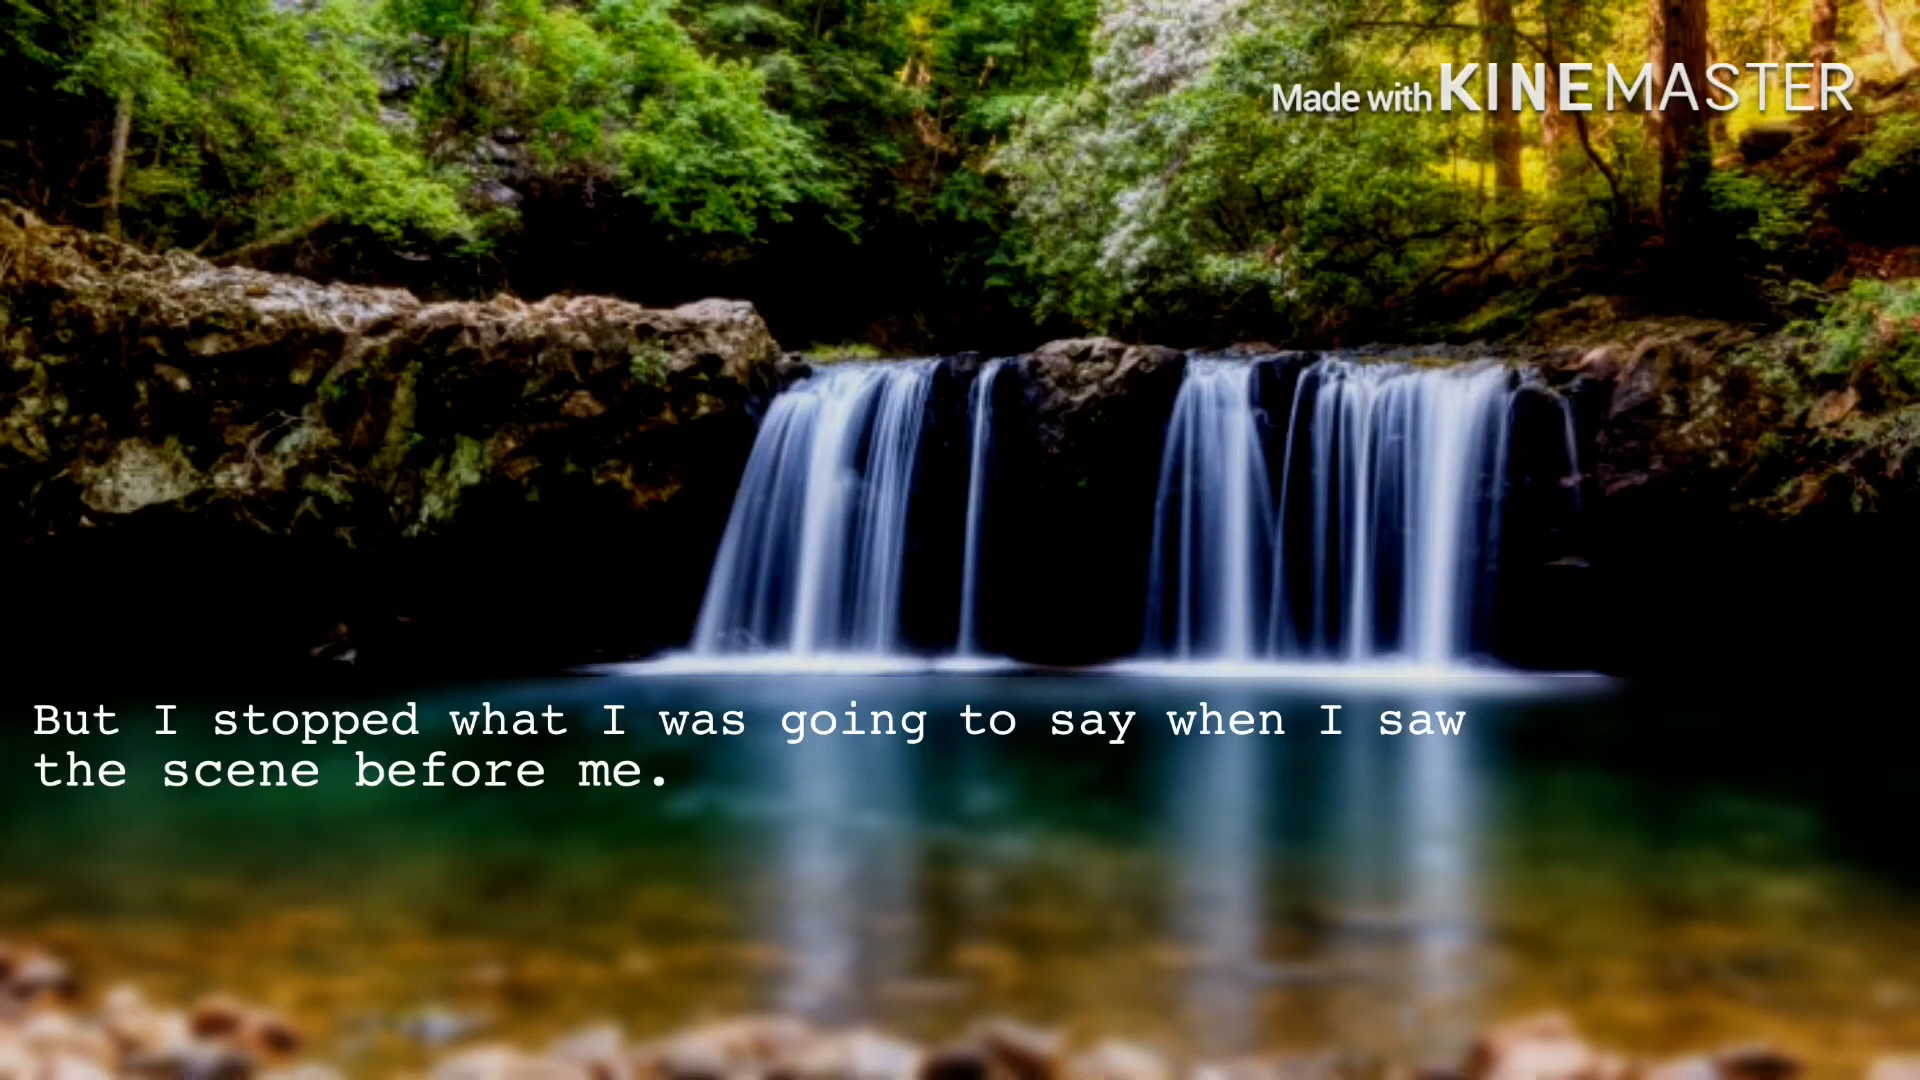 Made with KINEMASTER
But I stopped what I was going to say when I saw
the scene before me.